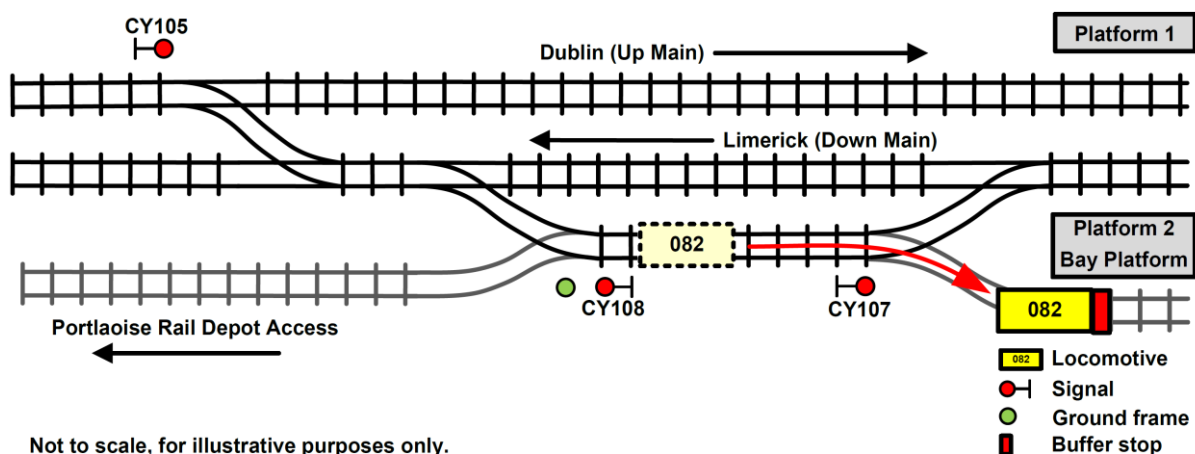 CY105
Platform 1
Dublin (Up Main)
Limerick (Down Main)
Platform 2
Bay Platform
082
CY108
CY107
082
Portlaoise Rail Depot Access
082 Locomotive
Signal
Ground frame
Buffer stop
Not to scale, for illustrative purposes only.